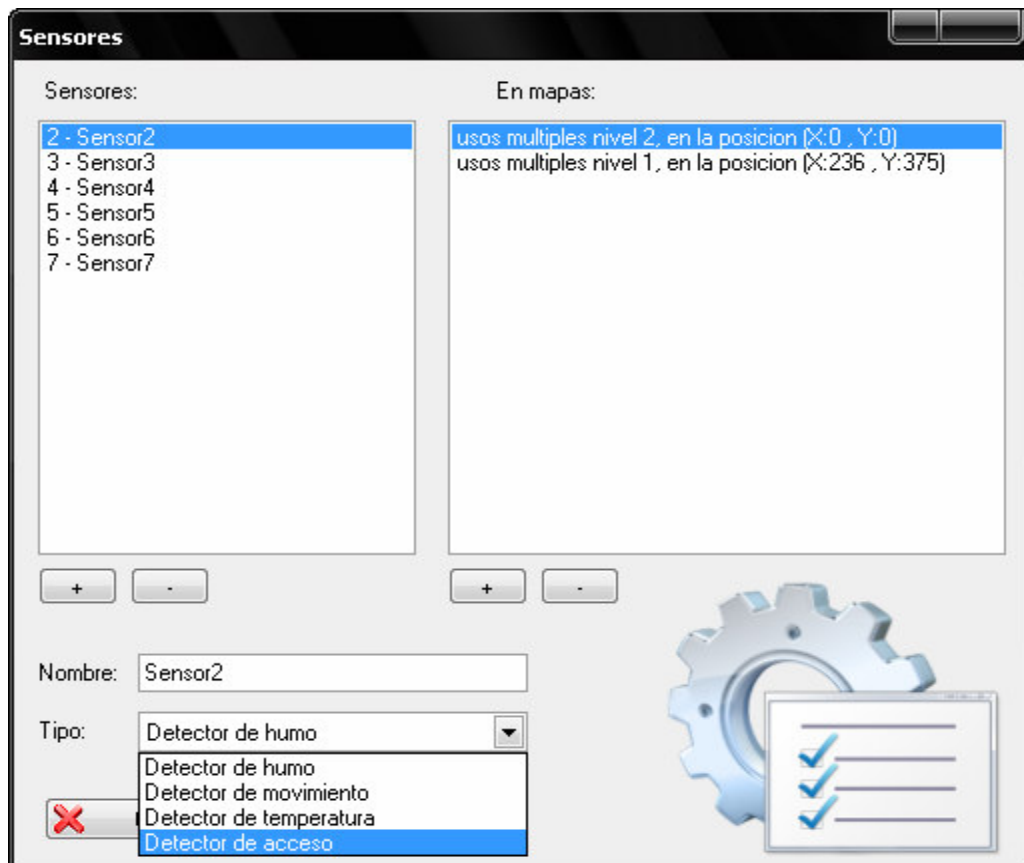 Sensores
Sensores:
En mapas:
2 - Sensor2
3 - Sensor3
4 - Sensor4
5 - Sensor5
6 - Sensor6
7 - Sensor7
usos multiples nivel 2, en la posicion (X:0 , Y:0)
usos multiples nivel 1, en la posicion (X:236 , Y:375)
+
-
+
-
Nombre:
Sensor2
Tipo:
Detector de humo
Detector de humo
Detector de movimiento
Detector de temperatura
Detector de acceso